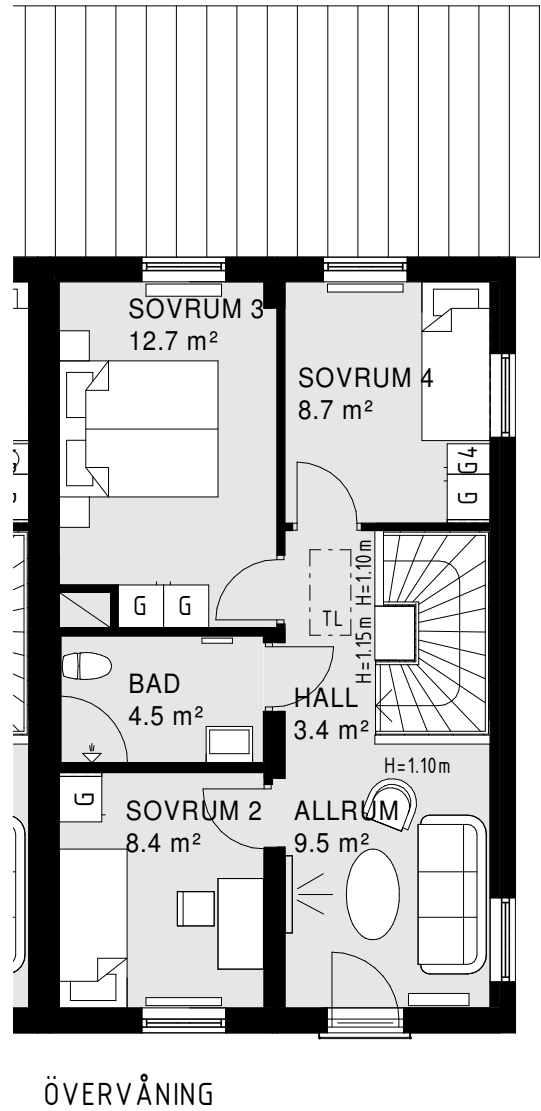 SOVRUM 3
12.7 m²
SOVRUM 4
8.7 m²
G
G4
G
G
TL
H=1.10m
H=1.15m
BAD
4.5 m²
HALL
3.4 m²
H=1.10m
G
SOVRUM 2
8.4 m²
ALLRUM
9.5 m²
ÖVERVÅNING